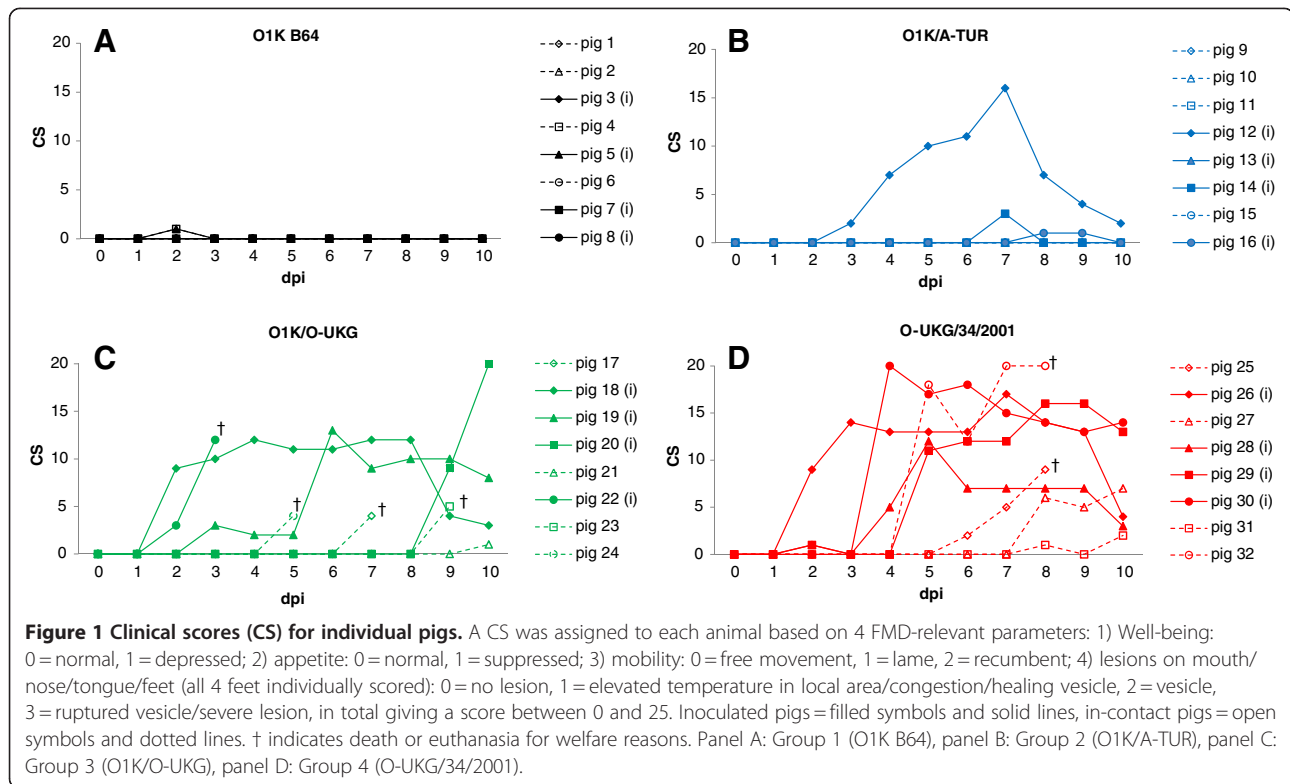 A
O1K B64
20
15
10
5
0
CS
0 1 2 3 4 5 6 7 8 9 10
dpi
pig 1
pig 2
pig 3 (i)
pig 4
pig 5 (i)
pig 6
pig 7 (i)
pig 8 (i)
B
O1K/A-TUR
20
15
10
5
0
CS
0 1 2 3 4 5 6 7 8 9 10
dpi
pig 9
pig 10
pig 11
pig 12 (i)
pig 13 (i)
pig 14 (i)
pig 15
pig 16 (i)
C
O1K/O-UKG
20
15
10
5
0
CS
† † † †
0 1 2 3 4 5 6 7 8 9 10
dpi
pig 17
pig 18 (i)
pig 19 (i)
pig 20 (i)
pig 21
pig 22 (i)
pig 23
pig 24
D
O-UKG/34/2001
20
15
10
5
0
CS
†
†
0 1 2 3 4 5 6 7 8 9 10
dpi
pig 25
pig 26 (i)
pig 27
pig 28 (i)
pig 29 (i)
pig 30 (i)
pig 31
pig 32
Figure 1 Clinical scores (CS) for individual pigs. A CS was assigned to each animal based on 4 FMD-relevant parameters: 1) Well-being:
0 = normal, 1 = depressed; 2) appetite: 0 = normal, 1 = suppressed; 3) mobility: 0 = free movement, 1 = lame, 2 = recumbent; 4) lesions on mouth/
nose/tongue/feet (all 4 feet individually scored): 0 = no lesion, 1 = elevated temperature in local area/congestion/healing vesicle, 2 = vesicle,
3 = ruptured vesicle/severe lesion, in total giving a score between 0 and 25. Inoculated pigs = filled symbols and solid lines, in-contact pigs = open
symbols and dotted lines. † indicates death or euthanasia for welfare reasons. Panel A: Group 1 (O1K B64), panel B: Group 2 (O1K/A-TUR), panel C:
Group 3 (O1K/O-UKG), panel D: Group 4 (O-UKG/34/2001).